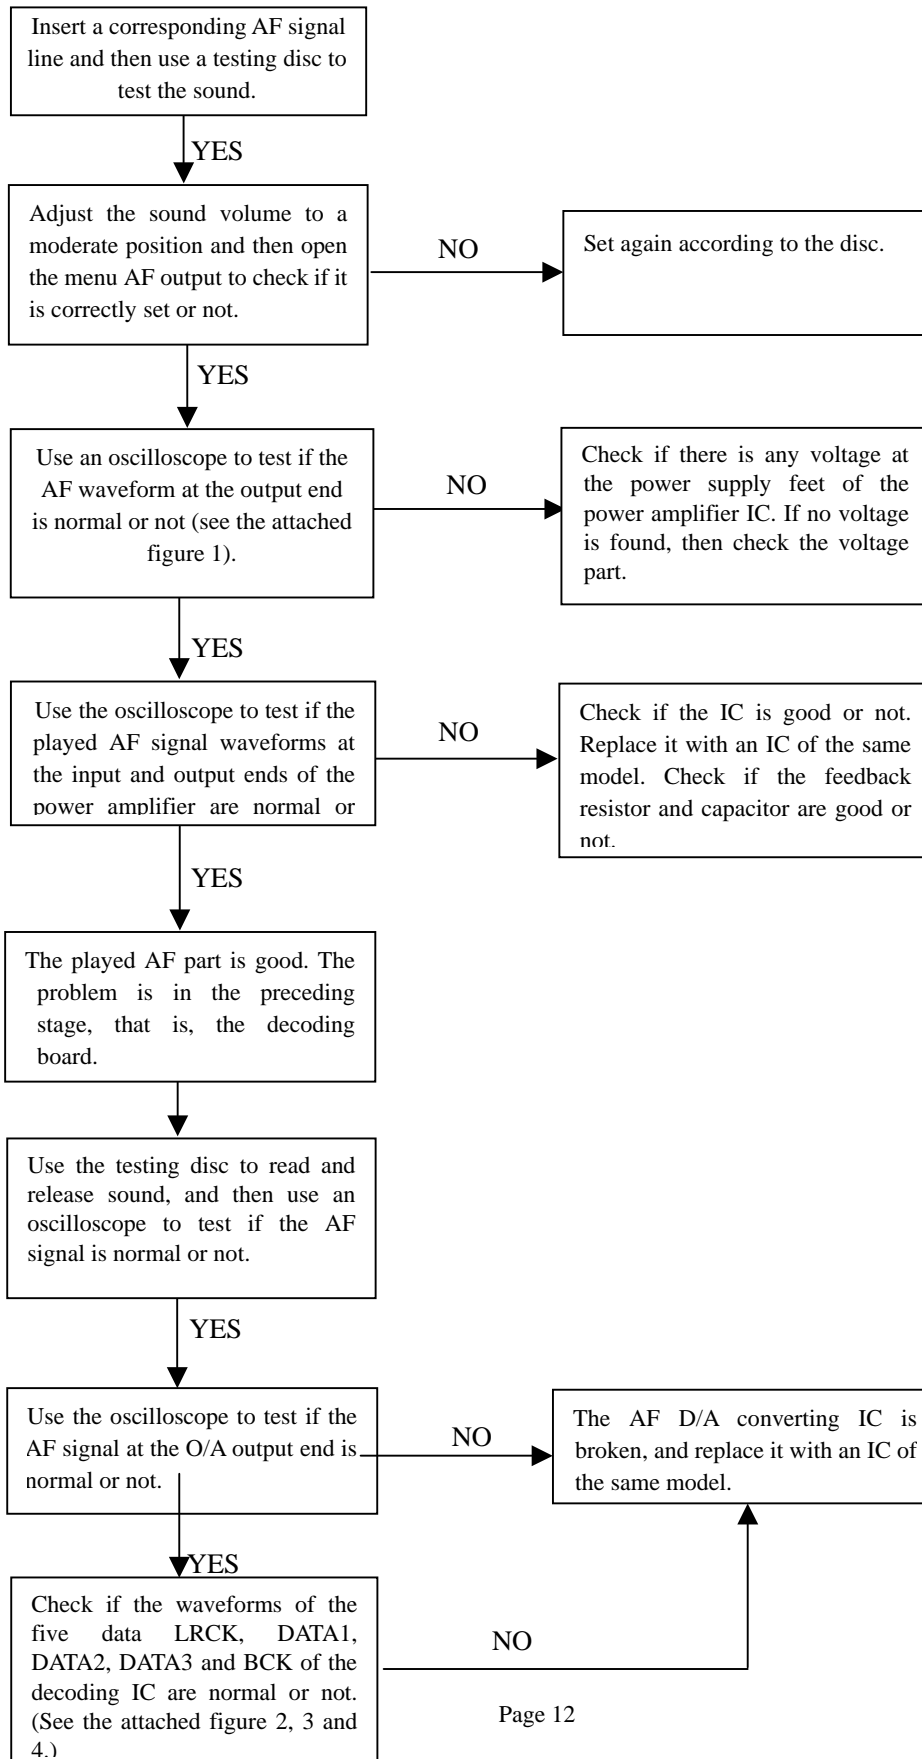 Insert a corresponding AF signal
line and then use a testing disc to
test the sound.
YES
Adjust the sound volume to a
moderate position and then open
the menu AF output to check if it
is correctly set or not.
NO
Set again according to the disc.
YES
Use an oscilloscope to test if the
AF waveform at the output end
is normal or not (see the attached
figure 1).
NO
Check if there is any voltage at
the power supply feet of the
power amplifier IC. If no voltage
is found, then check the voltage
part.
YES
Use the oscilloscope to test if the
played AF signal waveforms at
the input and output ends of the
power amplifier are normal or
NO
Check if the IC is good or not.
Replace it with an IC of the same
model. Check if the feedback
resistor and capacitor are good or
not.
YES
The played AF part is good. The
problem is in the preceding
stage, that is, the decoding
board.
Use the testing disc to read and
release sound, and then use an
oscilloscope to test if the AF
signal is normal or not.
YES
Use the oscilloscope to test if the
AF signal at the O/A output end is
normal or not.
NO
The AF D/A converting IC is
broken, and replace it with an IC of
the same model.
YES
Check if the waveforms of the
five data LRCK, DATA1,
DATA2, DATA3 and BCK of the
decoding IC are normal or not.
(See the attached figure 2, 3 and
4.)
NO
Page 12